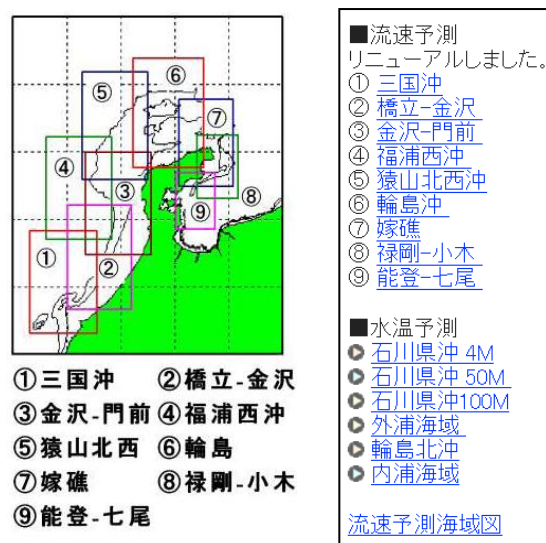 ⑥
⑤
⑦
④
③
⑧
⑨
①
②
①三国沖 ②橋立-金沢
③金沢-門前 ④福浦西沖
⑤猿山北西 ⑥輪島
⑦嫁礁 ⑧禄剛-小木
⑨能登-七尾
■流速予測
リニューアルしました。
① 三国沖
② 橋立-金沢
③ 金沢-門前
④ 福浦西沖
⑤ 猿山北西沖
⑥ 輪島沖
⑦ 嫁礁
⑧ 禄剛-小木
⑨ 能登-七尾
■水温予測
石川県沖 4M
石川県沖 50M
石川県沖100M
外浦海域
輪島北沖
内浦海域
流速予測海域図